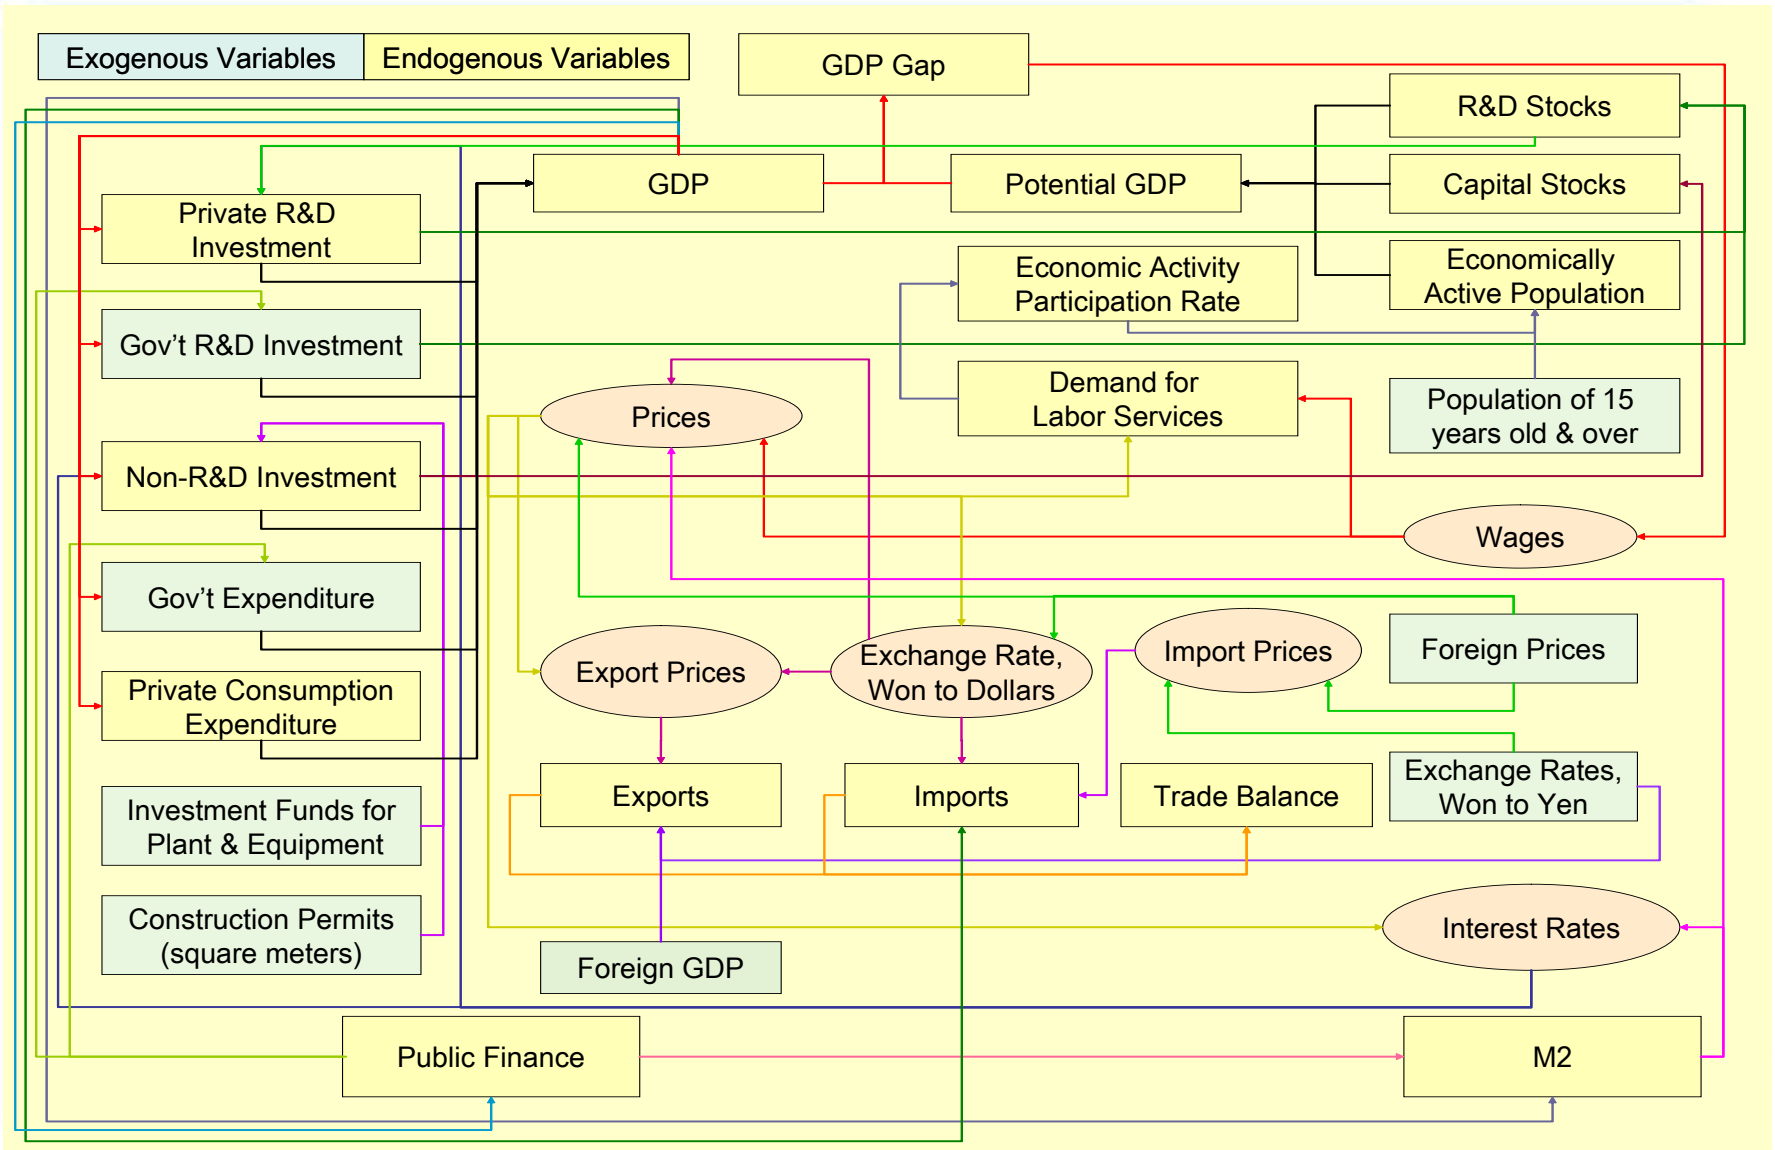 Exogenous Variables
Endogenous Variables
GDP Gap
R&D Stocks
GDP
Potential GDP
Capital Stocks
Private R&D
Investment
Economic Activity
Participation Rate
Economically
Active Population
Gov’t R&D Investment
Prices
Demand for
Labor Services
Population of 15
years old & over
Non-R&D Investment
Wages
Gov’t Expenditure
Export Prices
Exchange Rate,
Won to Dollars
Import Prices
Foreign Prices
Private Consumption
Expenditure
Exports
Imports
Trade Balance
Exchange Rates,
Won to Yen
Investment Funds for
Plant & Equipment
Construction Permits
(square meters)
Foreign GDP
Interest Rates
Public Finance
M2